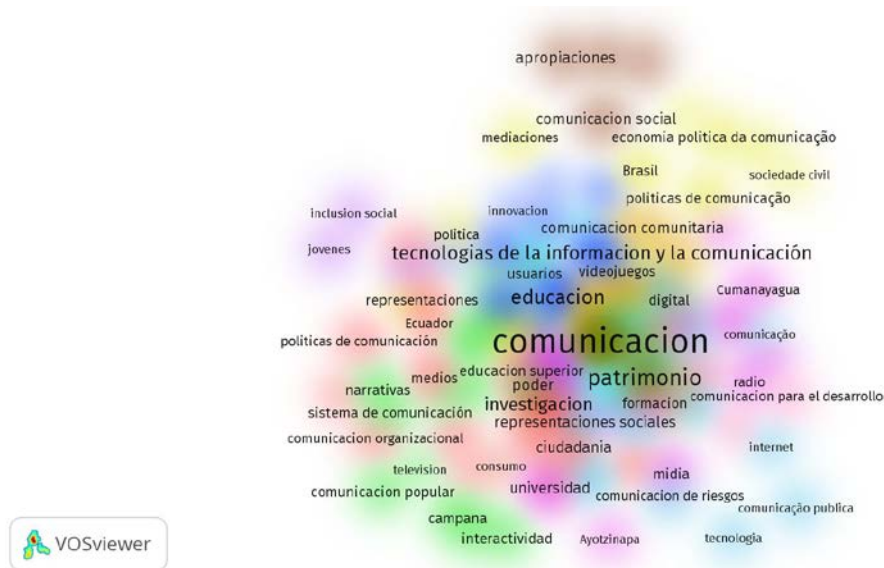 apropiaciones
comunicacion social
mediaciones
economia politica da comunicação
Brasil
sociedade civil
politicas de comunicação
inclusion social
innovacion
comunicacion comunitaria
politica
jovenes
tecnologias de la informacion y la comunicación
usuarios
videojuegos
Cumanayagua
representaciones
educacion
digital
Ecuador
comunicação
politicas de comunicación
comunicacion
medios
educacion superior
patrimonio
radio
narrativas
poder
comunicacion para el desarrollo
sistema de comunicación
investigacion
formacion
representaciones sociales
comunicacion organizacional
ciudadania
internet
television
consumo
midia
comunicacion popular
universidad
comunicacion de riesgos
comunicação publica
campana
interactividad
Ayotzinapa
tecnologia
VOSviewer